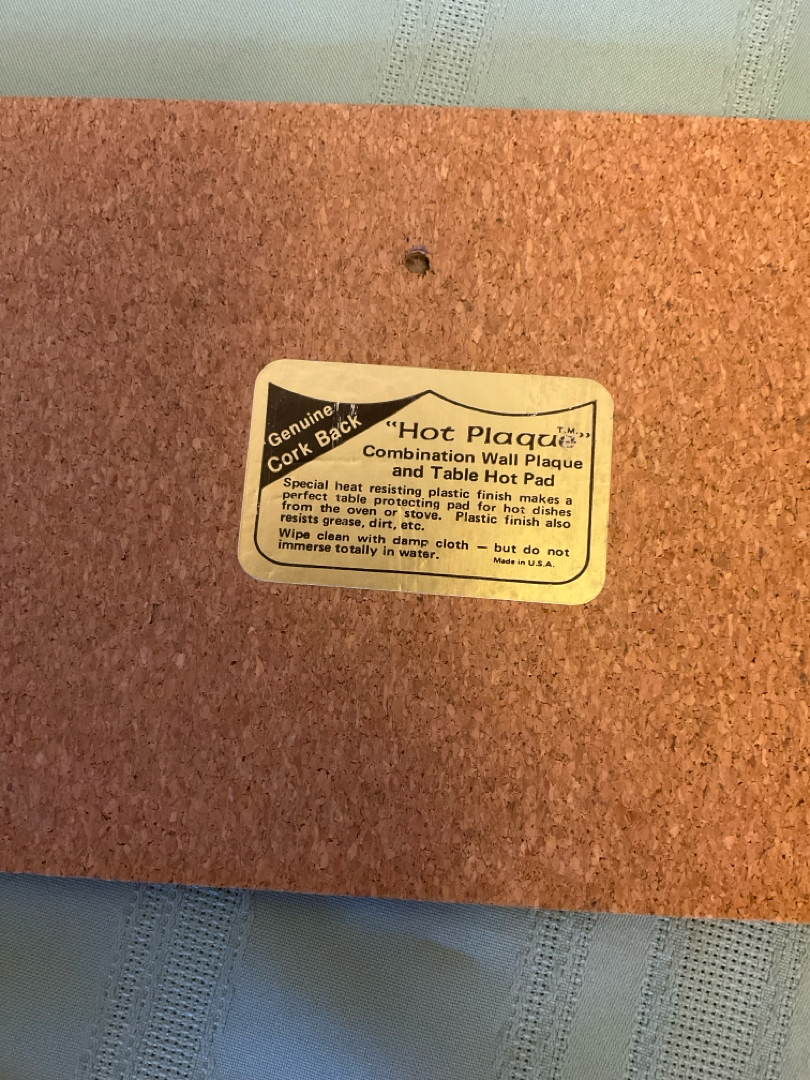 Genuine
Cork Back
"Hot Plaque" T.M.
Combination Wall Plaque
and Table Hot Pad
Special heat resisting plastic finish makes a
perfect table protecting pad for hot dishes
from the oven or stove. Plastic finish also
resists grease, dirt, etc.
Wipe clean with damp cloth — but do not
immerse totally in water.
Made in U.S.A.